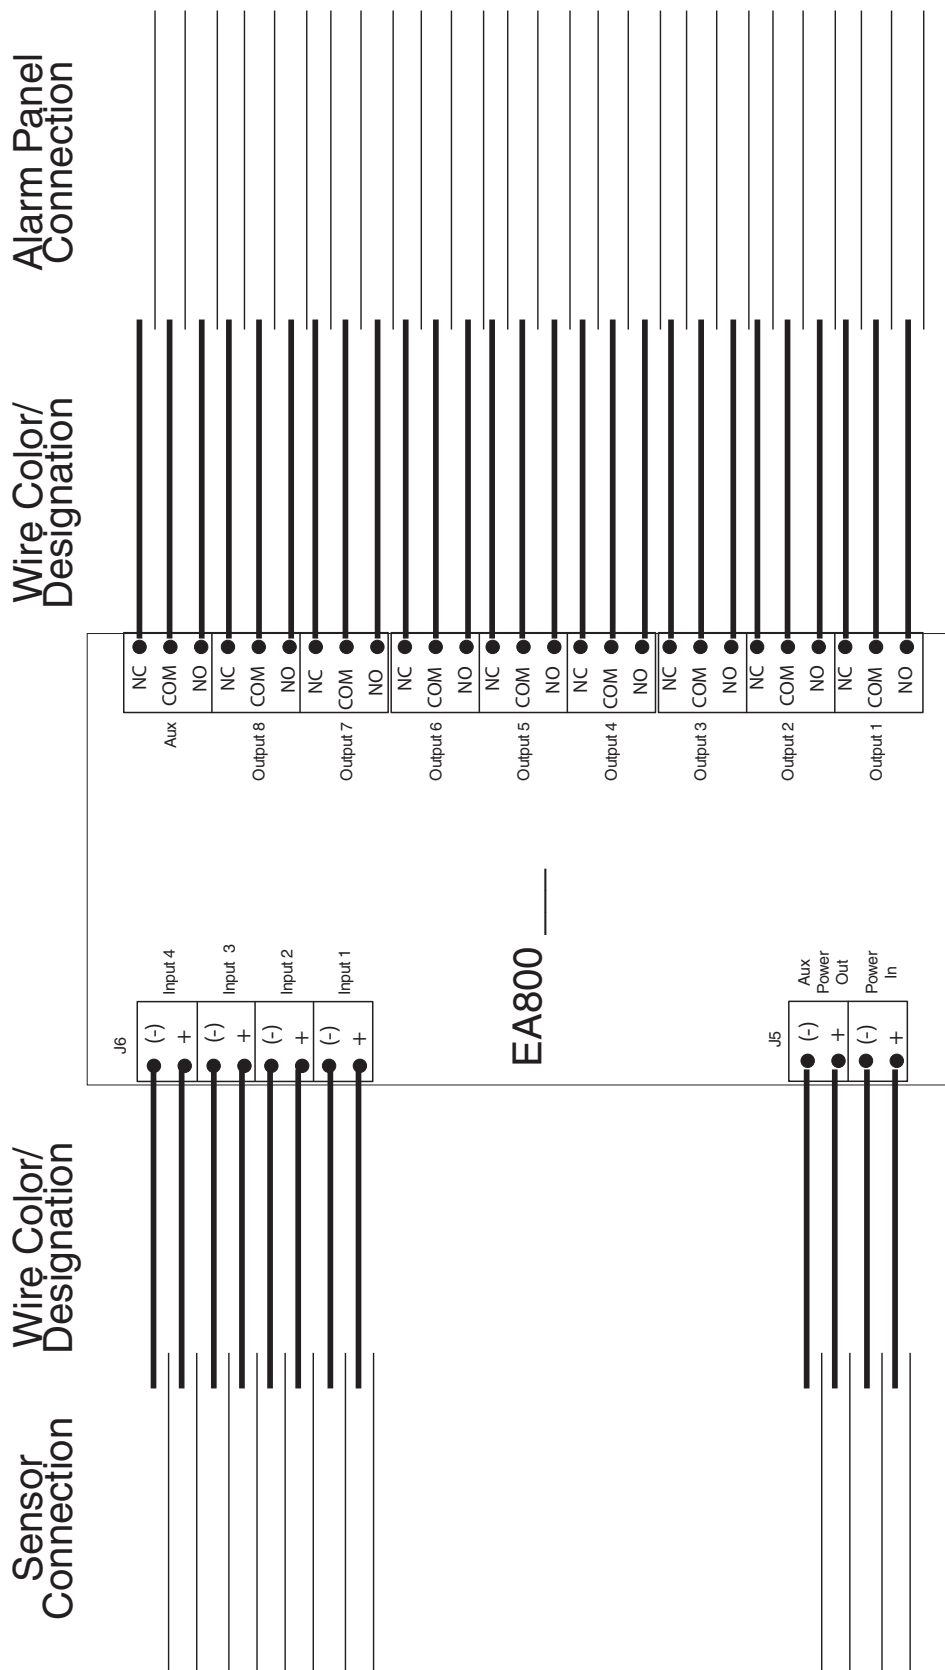 Sensor
Connection
Wire Color/
Designation
Wire Color/
Designation
Alarm Panel
Connection
J6
(-)
+
Input 4
(-)
+
Input 3
(-)
+
Input 2
(-)
+
Input 1
EA800
J5
(-)
+
Aux
Power
Out
(-)
+
Power
In
Aux
NC
COM
NO
Output 8
NC
COM
NO
Output 7
NC
COM
NO
Output 6
NC
COM
NO
Output 5
NC
COM
NO
Output 4
NC
COM
NO
Output 3
NC
COM
NO
Output 2
NC
COM
NO
Output 1
NC
COM
NO